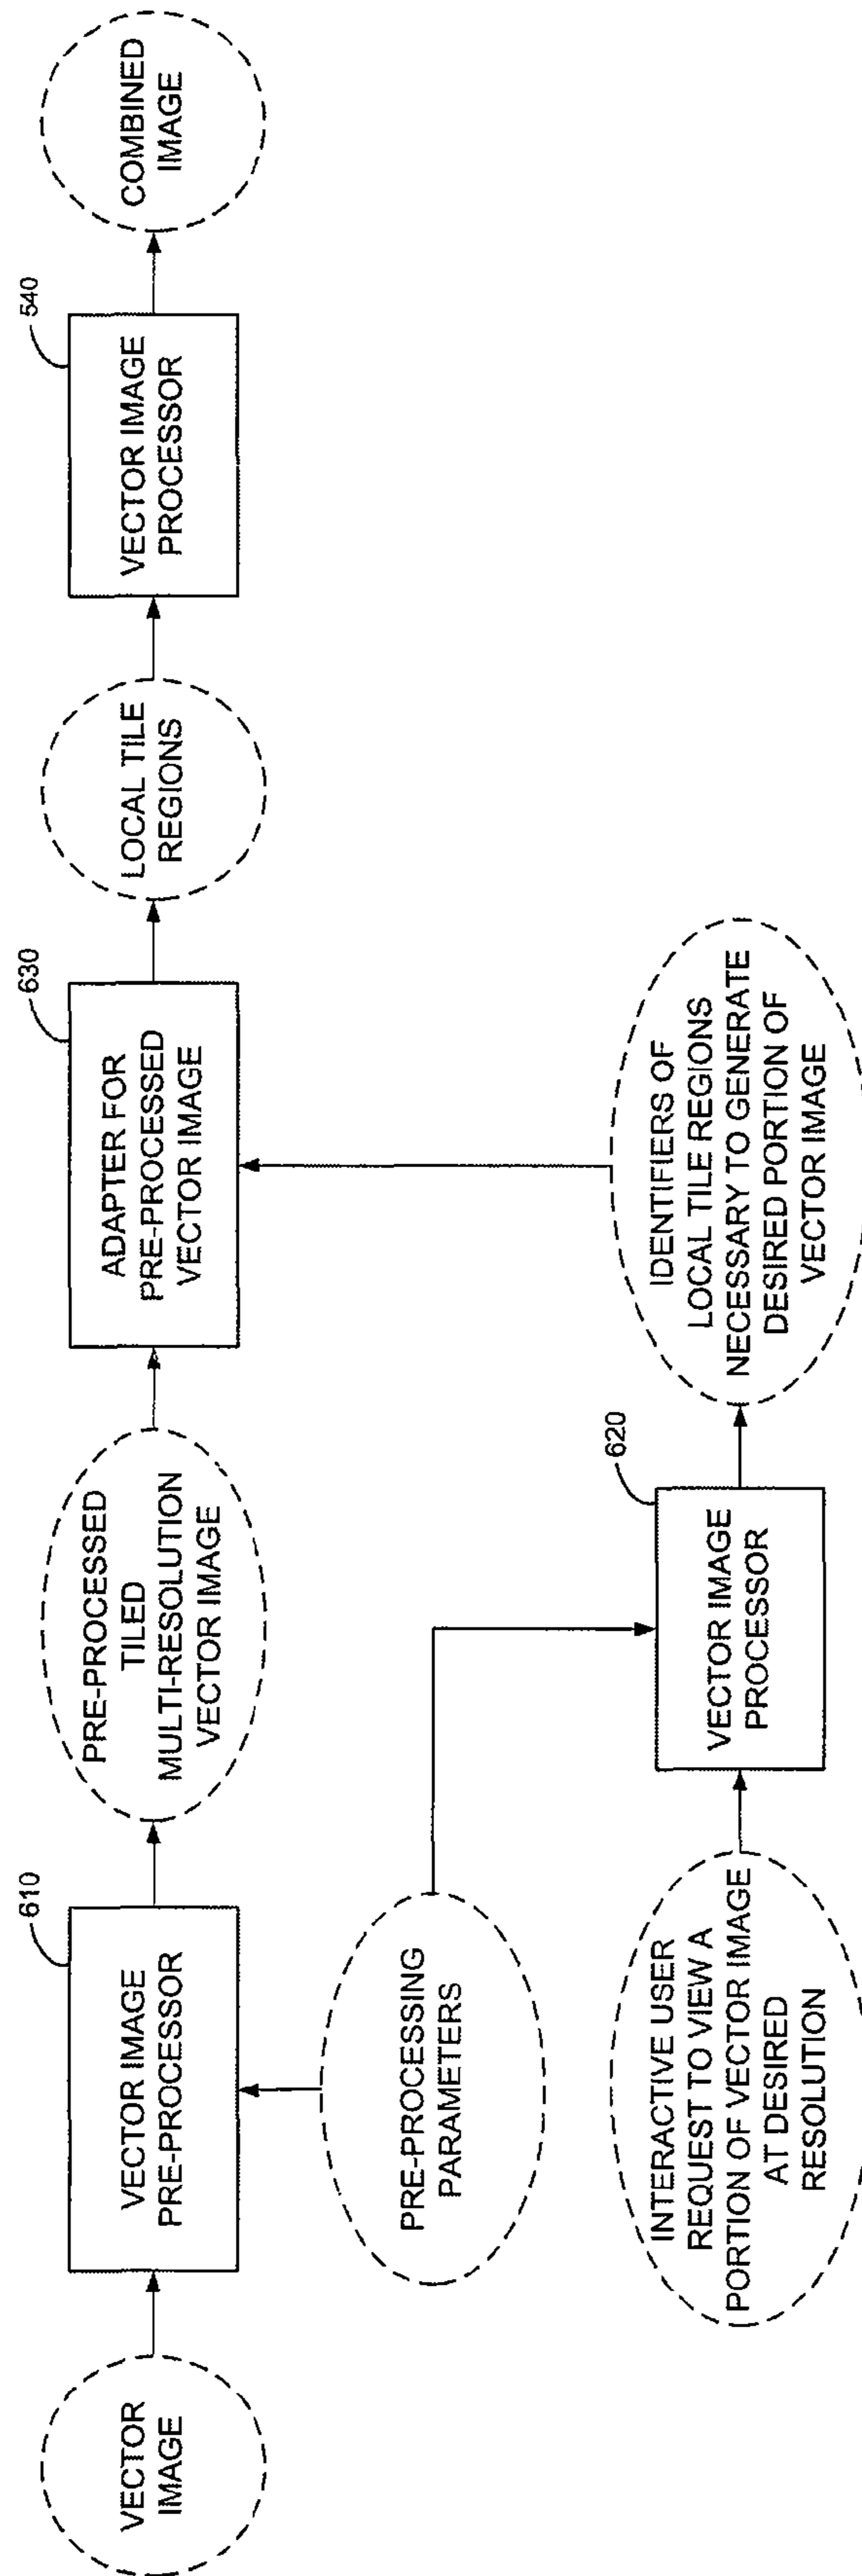 VECTOR
IMAGE
610
VECTOR IMAGE
PRE-PROCESSOR
PRE-PROCESSED
TILED
MULTI-RESOLUTION
VECTOR IMAGE
630
ADAPTER FOR
PRE-PROCESSED
VECTOR IMAGE
LOCAL TILE
REGIONS
540
VECTOR IMAGE
PROCESSOR
COMBINED
IMAGE
PRE-PROCESSING
PARAMETERS
INTERACTIVE USER
REQUEST TO VIEW A
PORTION OF VECTOR IMAGE
AT DESIRED
RESOLUTION
620
VECTOR IMAGE
PROCESSOR
IDENTIFIERS OF
LOCAL TILE REGIONS
NECESSARY TO GENERATE
DESIRED PORTION OF
VECTOR IMAGE